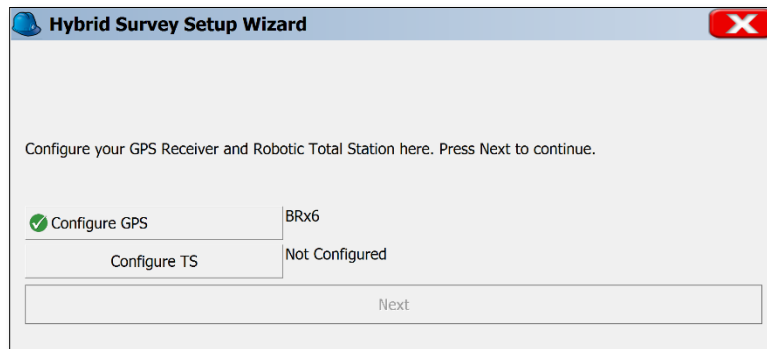 Hybrid Survey Setup Wizard
Configure your GPS Receiver and Robotic Total Station here. Press Next to continue.
Configure GPS BRx6
Configure TS Not Configured
Next